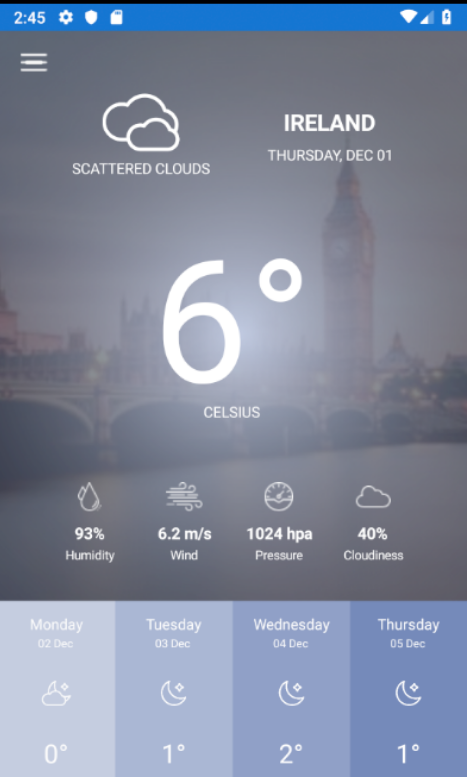 2:45
IRELAND
SCATTERED CLOUDS
THURSDAY, DEC 01
6°
CELSIUS
93% 6.2 m/s 1024 hpa 40%
Humidity Wind Pressure Cloudiness
Monday Tuesday Wednesday Thursday
02 Dec 03 Dec 04 Dec 05 Dec
0° 1° 2° 1°